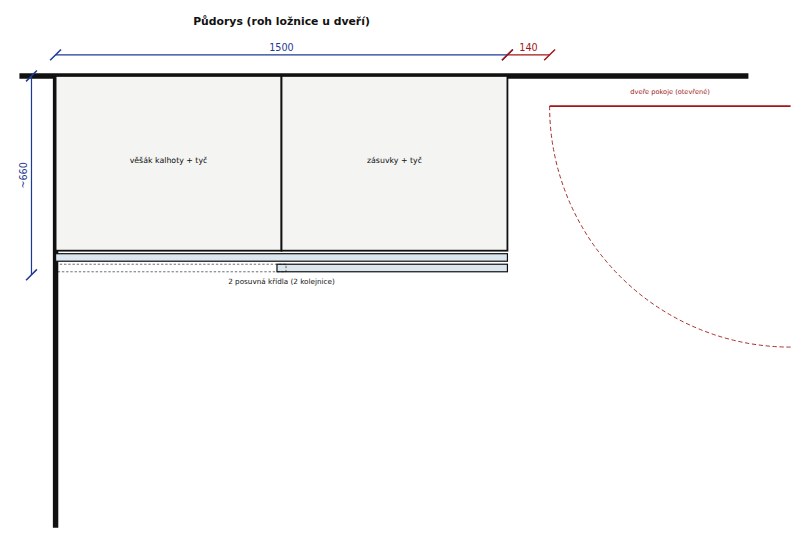 Půdorys (roh ložnice u dveří)
1500
140
dveře pokoje (otevřené)
~660
věšák kalhoty + tyč
zásuvky + tyč
2 posuvná křídla (2 kolejnice)